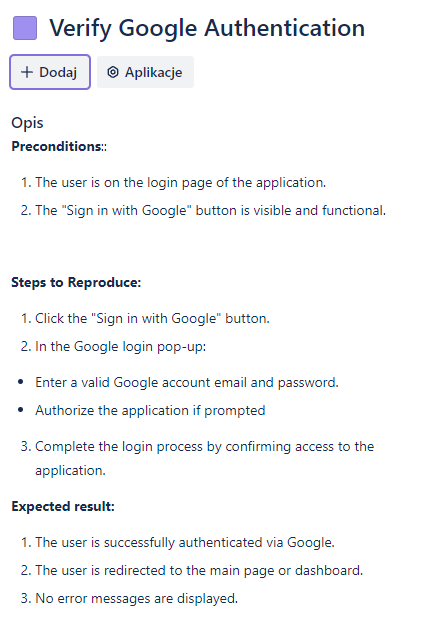 Verify Google Authentication
+ Dodaj
Aplikacje
Opis
Preconditions::
1. The user is on the login page of the application.
2. The "Sign in with Google" button is visible and functional.
Steps to Reproduce:
1. Click the "Sign in with Google" button.
2. In the Google login pop-up:
• Enter a valid Google account email and password.
• Authorize the application if prompted
3. Complete the login process by confirming access to the
application.
Expected result:
1. The user is successfully authenticated via Google.
2. The user is redirected to the main page or dashboard.
3. No error messages are displayed.